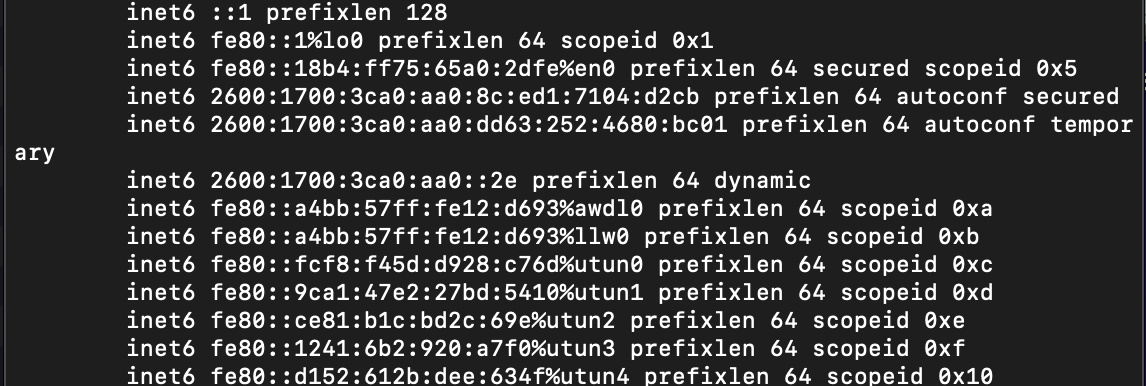 inet6 ::1 prefixlen 128
inet6 fe80::1%lo0 prefixlen 64 scopeid 0x1
inet6 fe80::18b4:ff75:65a0:2dfe%en0 prefixlen 64 secured scopeid 0x5
inet6 2600:1700:3ca0:aa0:8c:ed1:7104:d2cb prefixlen 64 autoconf secured
inet6 2600:1700:3ca0:aa0:dd63:252:4680:bc01 prefixlen 64 autoconf tempor
ary
inet6 2600:1700:3ca0:aa0::2e prefixlen 64 dynamic
inet6 fe80::a4bb:57ff:fe12:d693%awdl0 prefixlen 64 scopeid 0xa
inet6 fe80::a4bb:57ff:fe12:d693%llw0 prefixlen 64 scopeid 0xb
inet6 fe80::fcf8:f45d:d928:c76d%utun0 prefixlen 64 scopeid 0xc
inet6 fe80::9ca1:47e2:27bd:5410%utun1 prefixlen 64 scopeid 0xd
inet6 fe80::ce81:b1c:bd2c:69e%utun2 prefixlen 64 scopeid 0xe
inet6 fe80::1241:6b2:920:a7f0%utun3 prefixlen 64 scopeid 0xf
inet6 fe80::d152:612b:dee:634f%utun4 prefixlen 64 scopeid 0x10